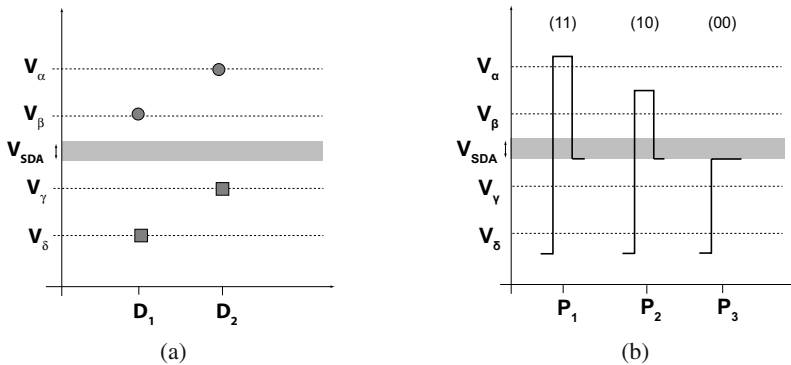 V_α
V_β
V_SDA
V_γ
V_δ
D_1
D_2
(a)
(11)
(10)
(00)
V_α
V_β
V_SDA
V_γ
V_δ
P_1
P_2
P_3
(b)